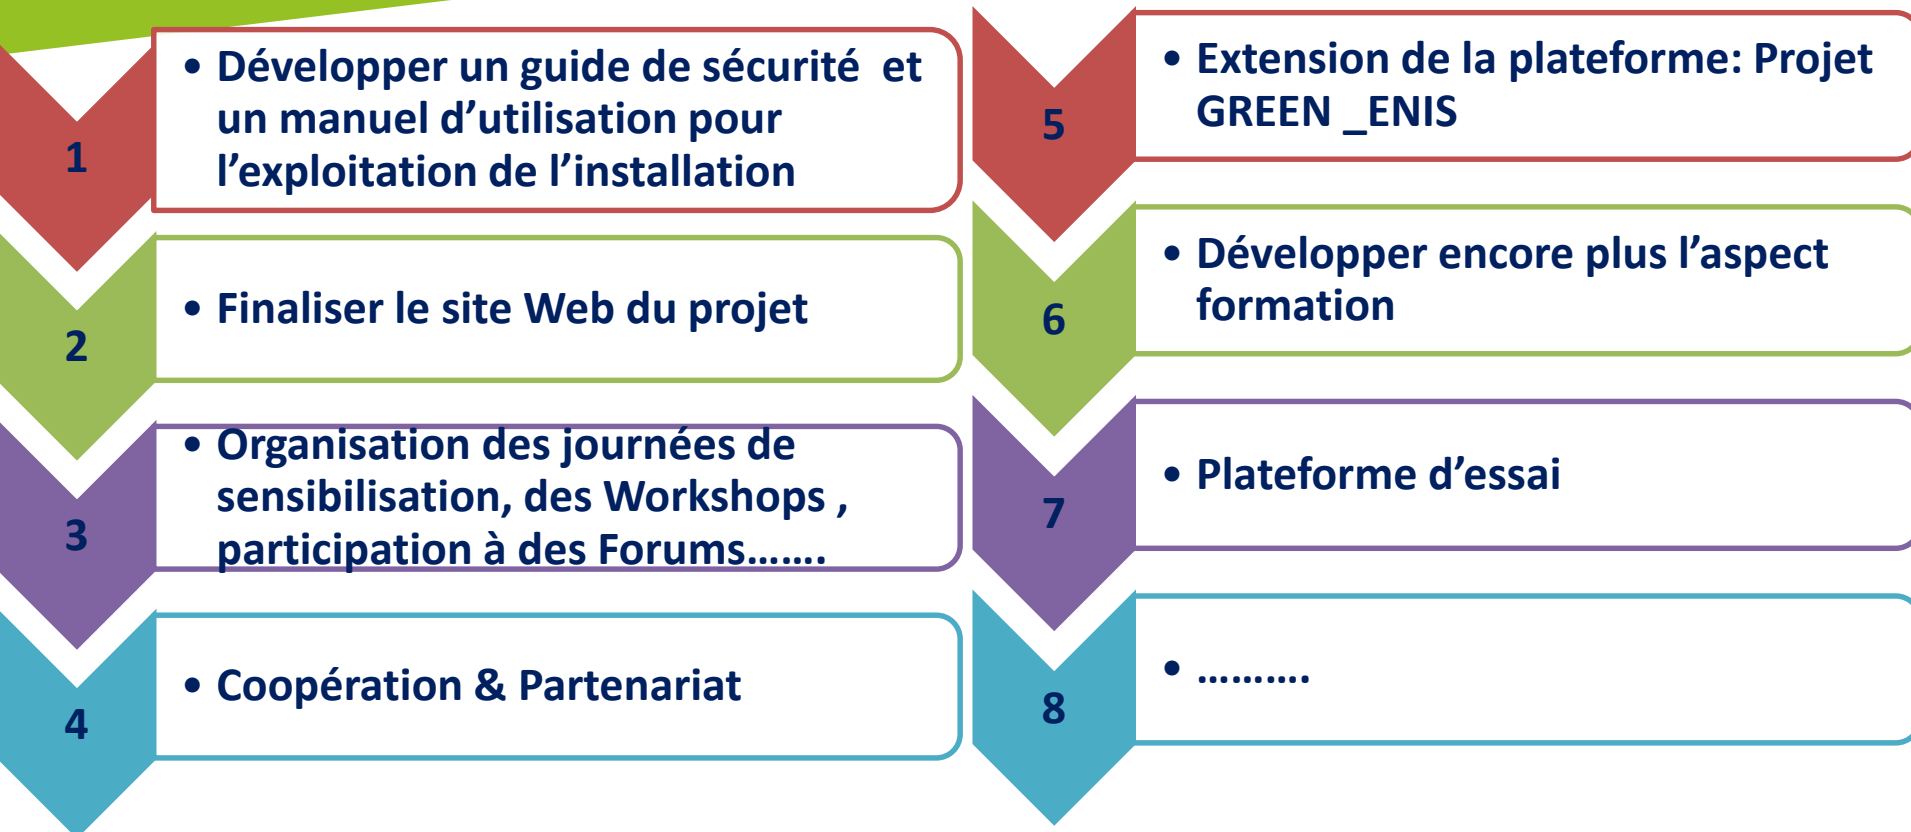 1
• Développer un guide de sécurité et
un manuel d’utilisation pour
l’exploitation de l’installation
2
• Finaliser le site Web du projet
3
• Organisation des journées de
sensibilisation, des Workshops ,
participation à des Forums…….
4
• Coopération & Partenariat
5
• Extension de la plateforme: Projet
GREEN _ENIS
6
• Développer encore plus l’aspect
formation
7
• Plateforme d’essai
8
• ……….